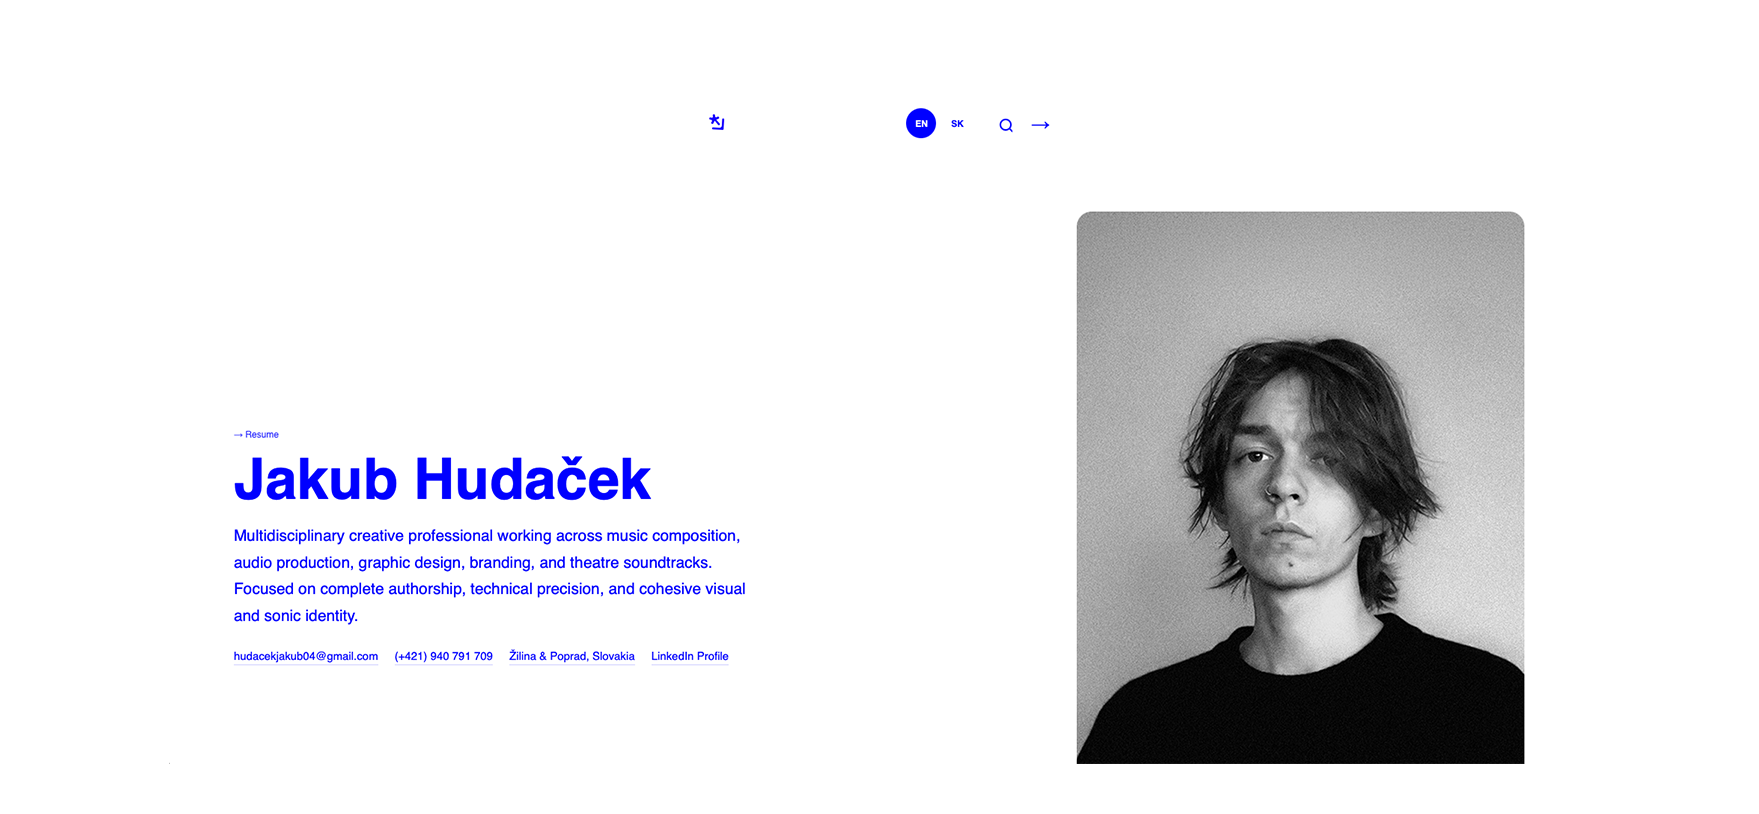 EN SK
→ Resume
Jakub Hudaček
Multidisciplinary creative professional working across music composition,
audio production, graphic design, branding, and theatre soundtracks.
Focused on complete authorship, technical precision, and cohesive visual
and sonic identity.
hudacekjakub04@gmail.com (+421) 940 791 709 Žilina & Poprad, Slovakia LinkedIn Profile